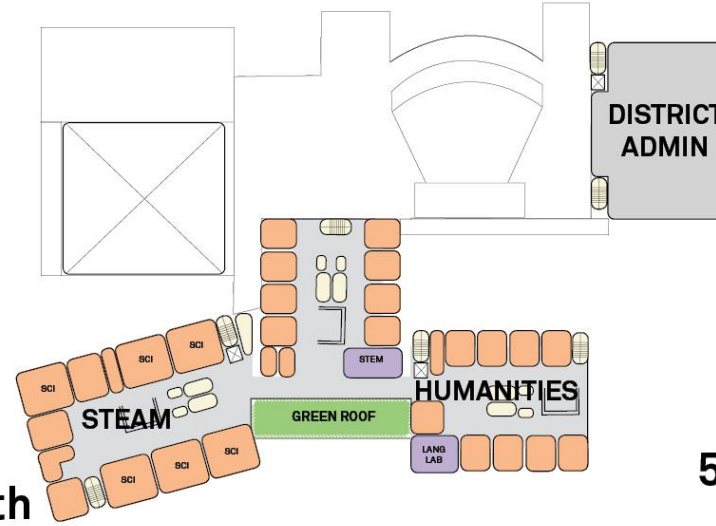 DISTRICT
ADMIN
STEM
SCI
SCI
SCI
HUMANITIES
STEAM
GREEN ROOF
SCI
SCI
SCI
LANG
LAB
5
th